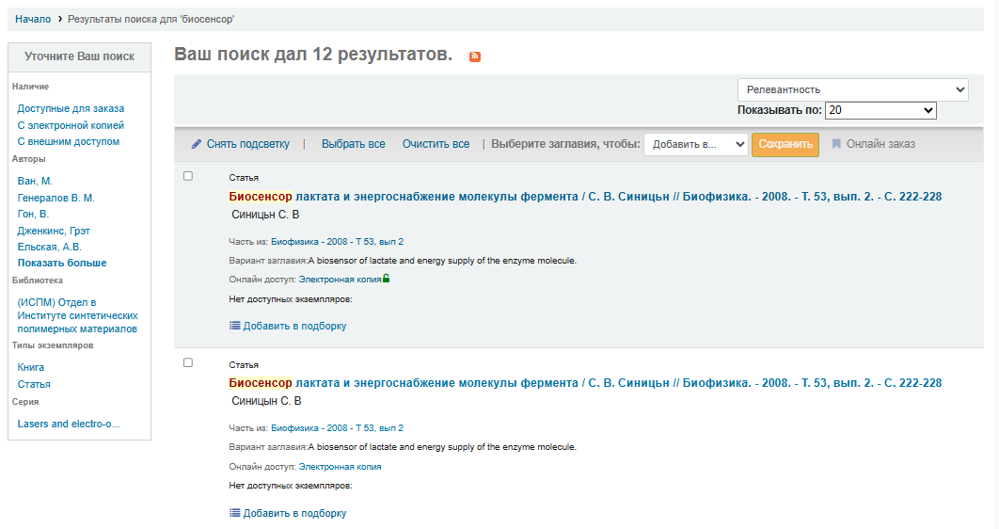 Начало › Результаты поиска для 'биосенсор'
Уточните Ваш поиск
Наличие
Доступные для заказа
С электронной копией
С внешним доступом
Авторы
Ван, М.
Генералов В. М.
Гон, В.
Дженкинс, Грэт
Ельская, А.В.
Показать больше
Библиотека
(ИСПМ) Отдел в
Институте синтетических
полимерных материалов
Типы экземпляров
Книга
Статья
Серия
Lasers and electro-o...
Ваш поиск дал 12 результатов.
Релевантность
Показывать по: 20
Снять подсветку | Выбрать все Очистить все | Выберите заглавия, чтобы: Добавить в... Сохранить Онлайн заказ
Статья
Биосенсор лактата и энергоснабжение молекулы фермента / С. В. Синицьн // Биофизика. - 2008. - Т. 53, вып. 2. - С. 222-228
Синицьн С. В
Часть из: Биофизика - 2008 - Т 53, вып 2
Вариант заглавия:A biosensor of lactate and energy supply of the enzyme molecule.
Онлайн доступ: Электронная копия
Нет доступных экземпляров:
Добавить в подборку
Статья
Биосенсор лактата и энергоснабжение молекулы фермента / С. В. Синицьн // Биофизика. - 2008. - Т. 53, вып. 2. - С. 222-228
Синицын С. В
Часть из: Биофизика - 2008 - Т 53, вып 2
Вариант заглавия:A biosensor of lactate and energy supply of the enzyme molecule.
Онлайн доступ: Электронная копия
Нет доступных экземпляров:
Добавить в подборку